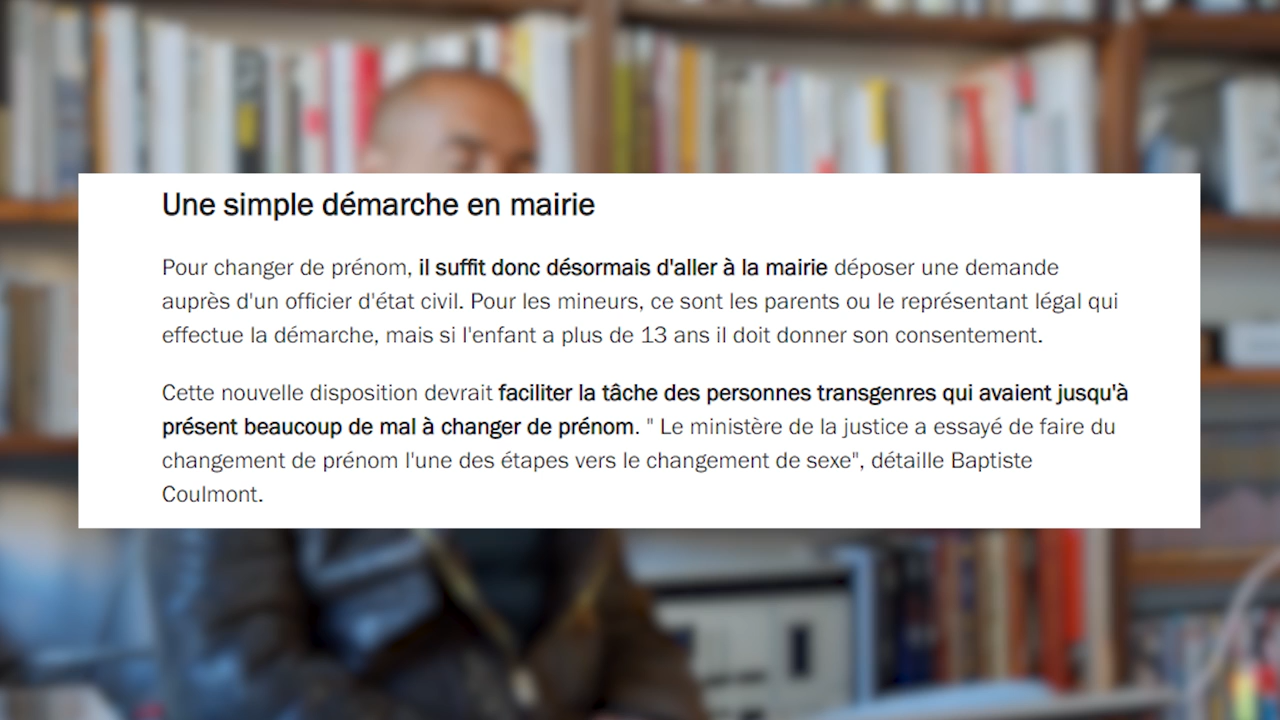 Une simple démarche en mairie
Pour changer de prénom, il suffit donc désormais d'aller à la mairie déposer une demande
auprès d'un officier d'état civil. Pour les mineurs, ce sont les parents ou le représentant légal qui
effectue la démarche, mais si l'enfant a plus de 13 ans il doit donner son consentement.
Cette nouvelle disposition devrait faciliter la tâche des personnes transgenres qui avaient jusqu'à
présent beaucoup de mal à changer de prénom. " Le ministère de la justice a essayé de faire du
changement de prénom l'une des étapes vers le changement de sexe", détaille Baptiste
Coulmont.